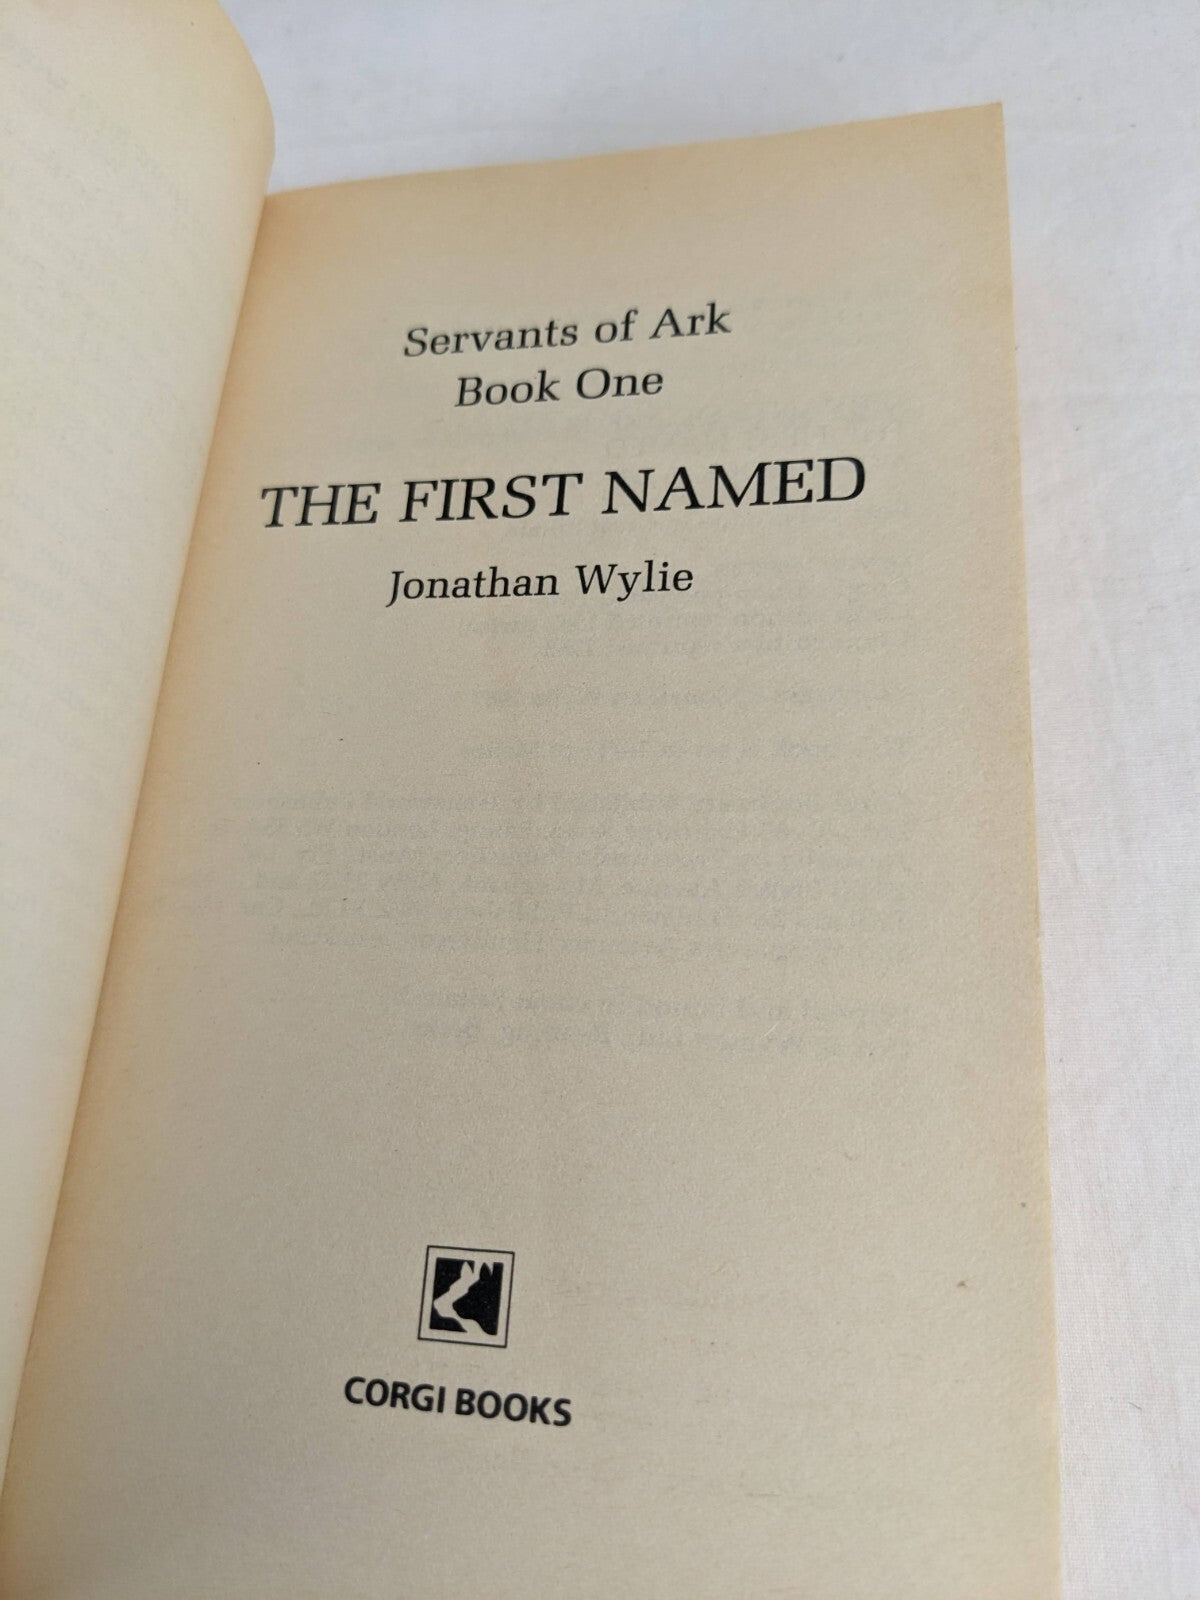 Servants of Ark
Book One
THE FIRST NAMED
Jonathan Wylie
CORGI BOOKS